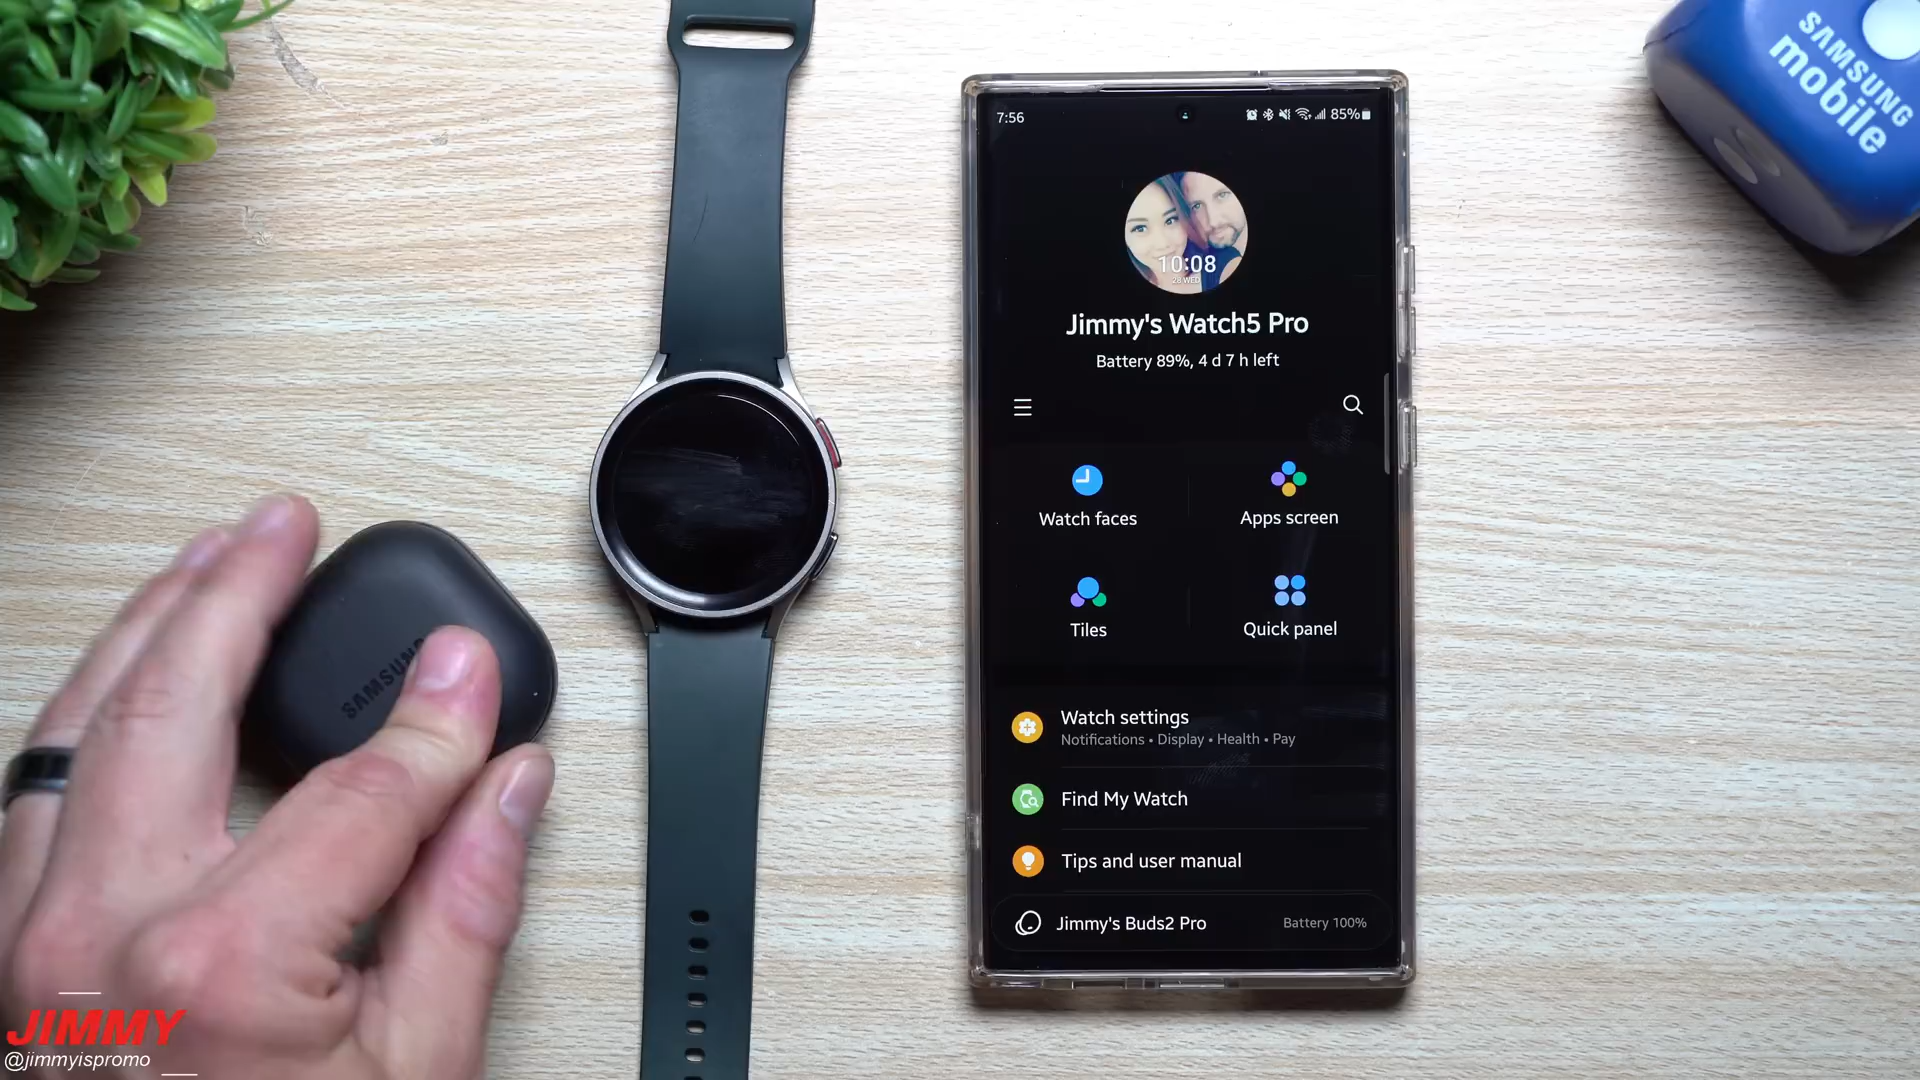 SAMSUNG
mobile
7:56
85%
10:08
28 WED
Jimmy's Watch5 Pro
Battery 89%, 4 d 7 h left
Watch faces
Apps screen
Tiles
Quick panel
Watch settings
Notifications • Display • Health • Pay
Find My Watch
Tips and user manual
Jimmy's Buds2 Pro
Battery 100%
SAMSUNG
JIMMY
@jimmyispromo